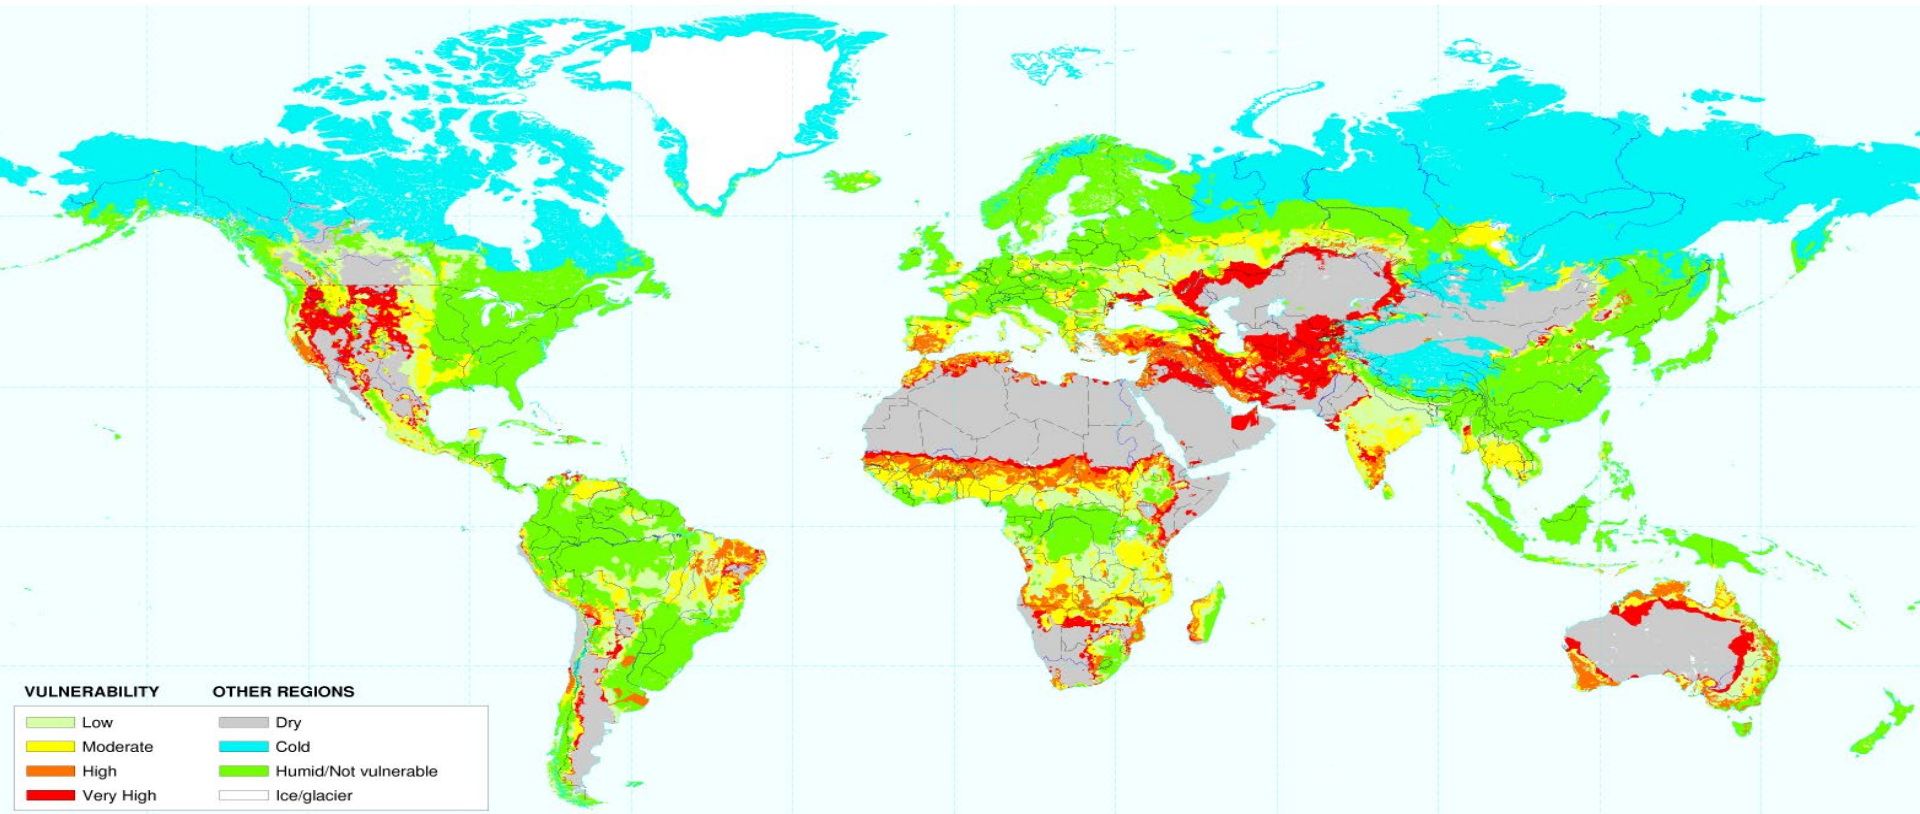 VULNERABILITY
Low
Moderate
High
Very High
OTHER REGIONS
Dry
Cold
Humid/Not vulnerable
Ice/glacier